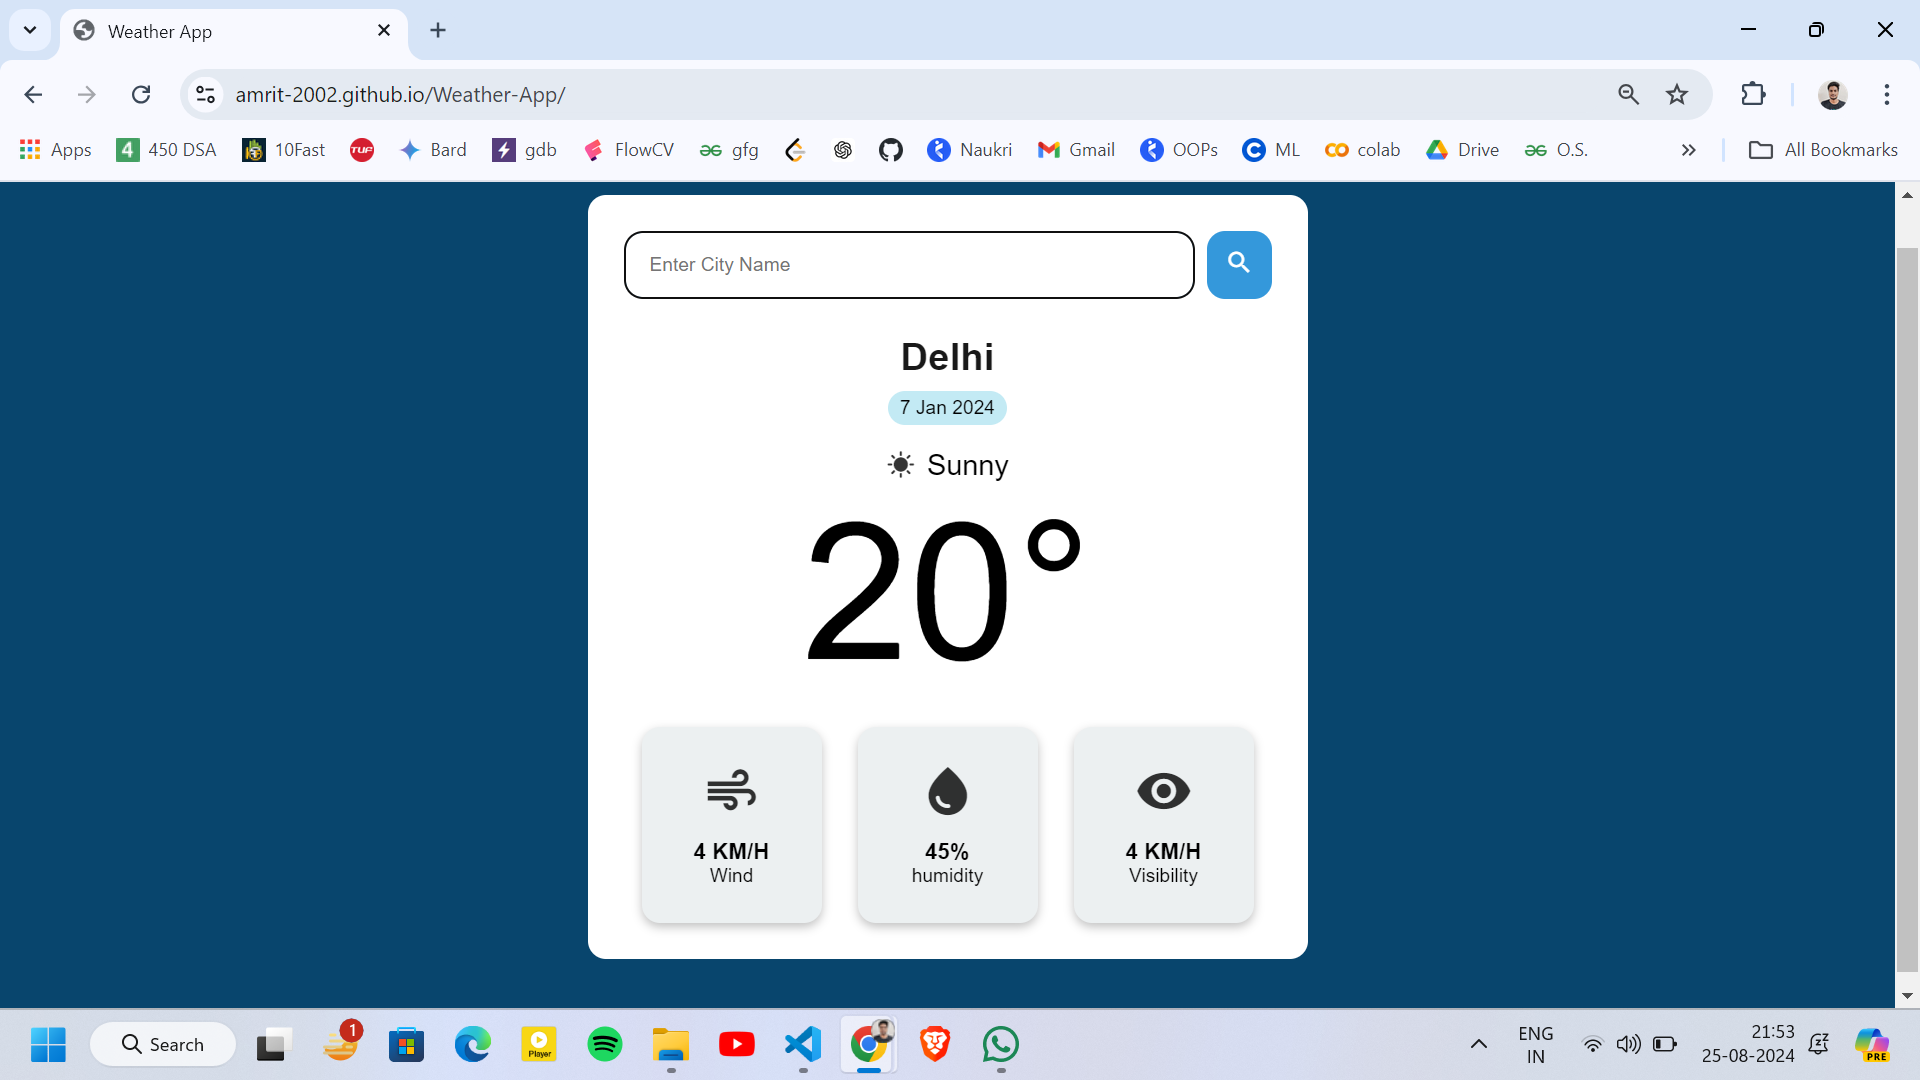 Weather App
amrit-2002.github.io/Weather-App/
Apps 4 450 DSA 10Fast TUF Bard gdb FlowCV gfg Naukri Gmail OOPs ML colab Drive O.S. All Bookmarks
Enter City Name
Delhi
7 Jan 2024
Sunny
20°
4 KM/H 45% 4 KM/H
Wind humidity Visibility
Search 1 Player ENG 21:53
IN 25-08-2024 PRE